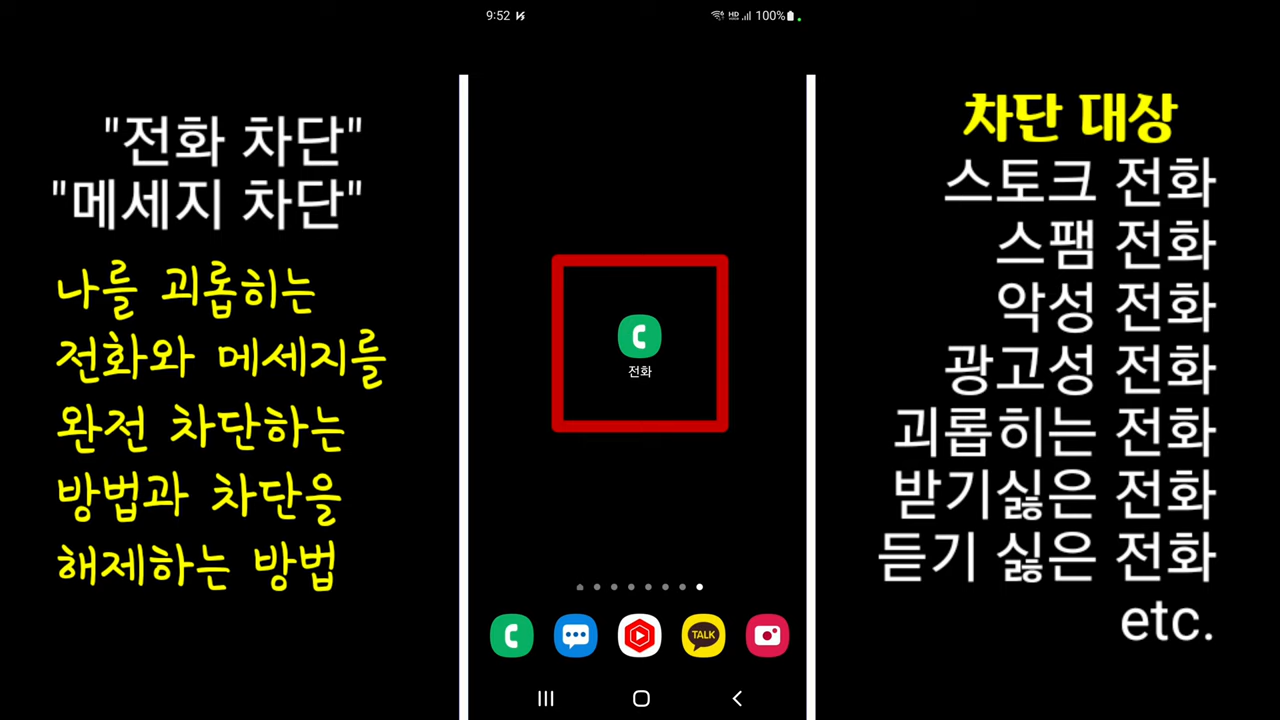 9:52
HD
100%
"전화 차단"
"메세지 차단"
나를 괴롭히는
전화와 메세지를
완전 차단하는
방법과 차단을
해제하는 방법
전화
TALK
차단 대상
스토크 전화
스팸 전화
악성 전화
광고성 전화
괴롭히는 전화
받기싫은 전화
듣기 싫은 전화
etc.